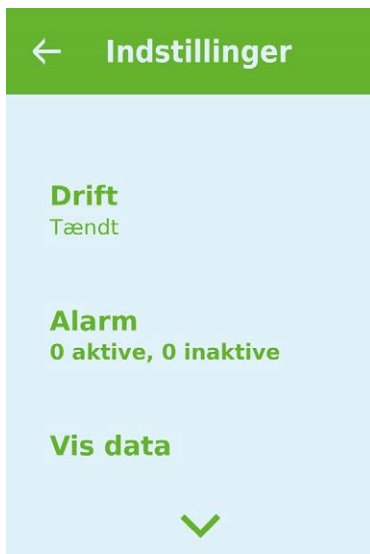 Indstillinger
Drift
Tændt
Alarm
0 aktive, 0 inaktive
Vis data